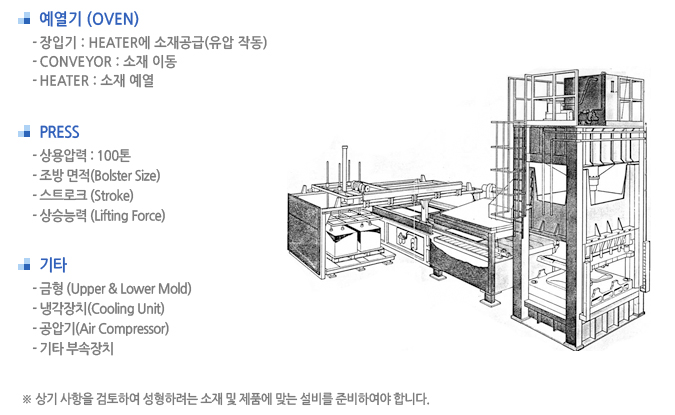 예열기 (OVEN)
- 장입기 : HEATER에 소재공급(유압 작동)
- CONVEYOR : 소재 이동
- HEATER : 소재 예열
PRESS
- 상용압력 : 100톤
- 조방 면적(Bolster Size)
- 스트로크 (Stroke)
- 상승능력 (Lifting Force)
기타
- 금형 (Upper & Lower Mold)
- 냉각장치(Cooling Unit)
- 공압기(Air Compressor)
- 기타 부속장치
※ 상기 사항을 검토하여 성형하려는 소재 및 제품에 맞는 설비를 준비하여야 합니다.